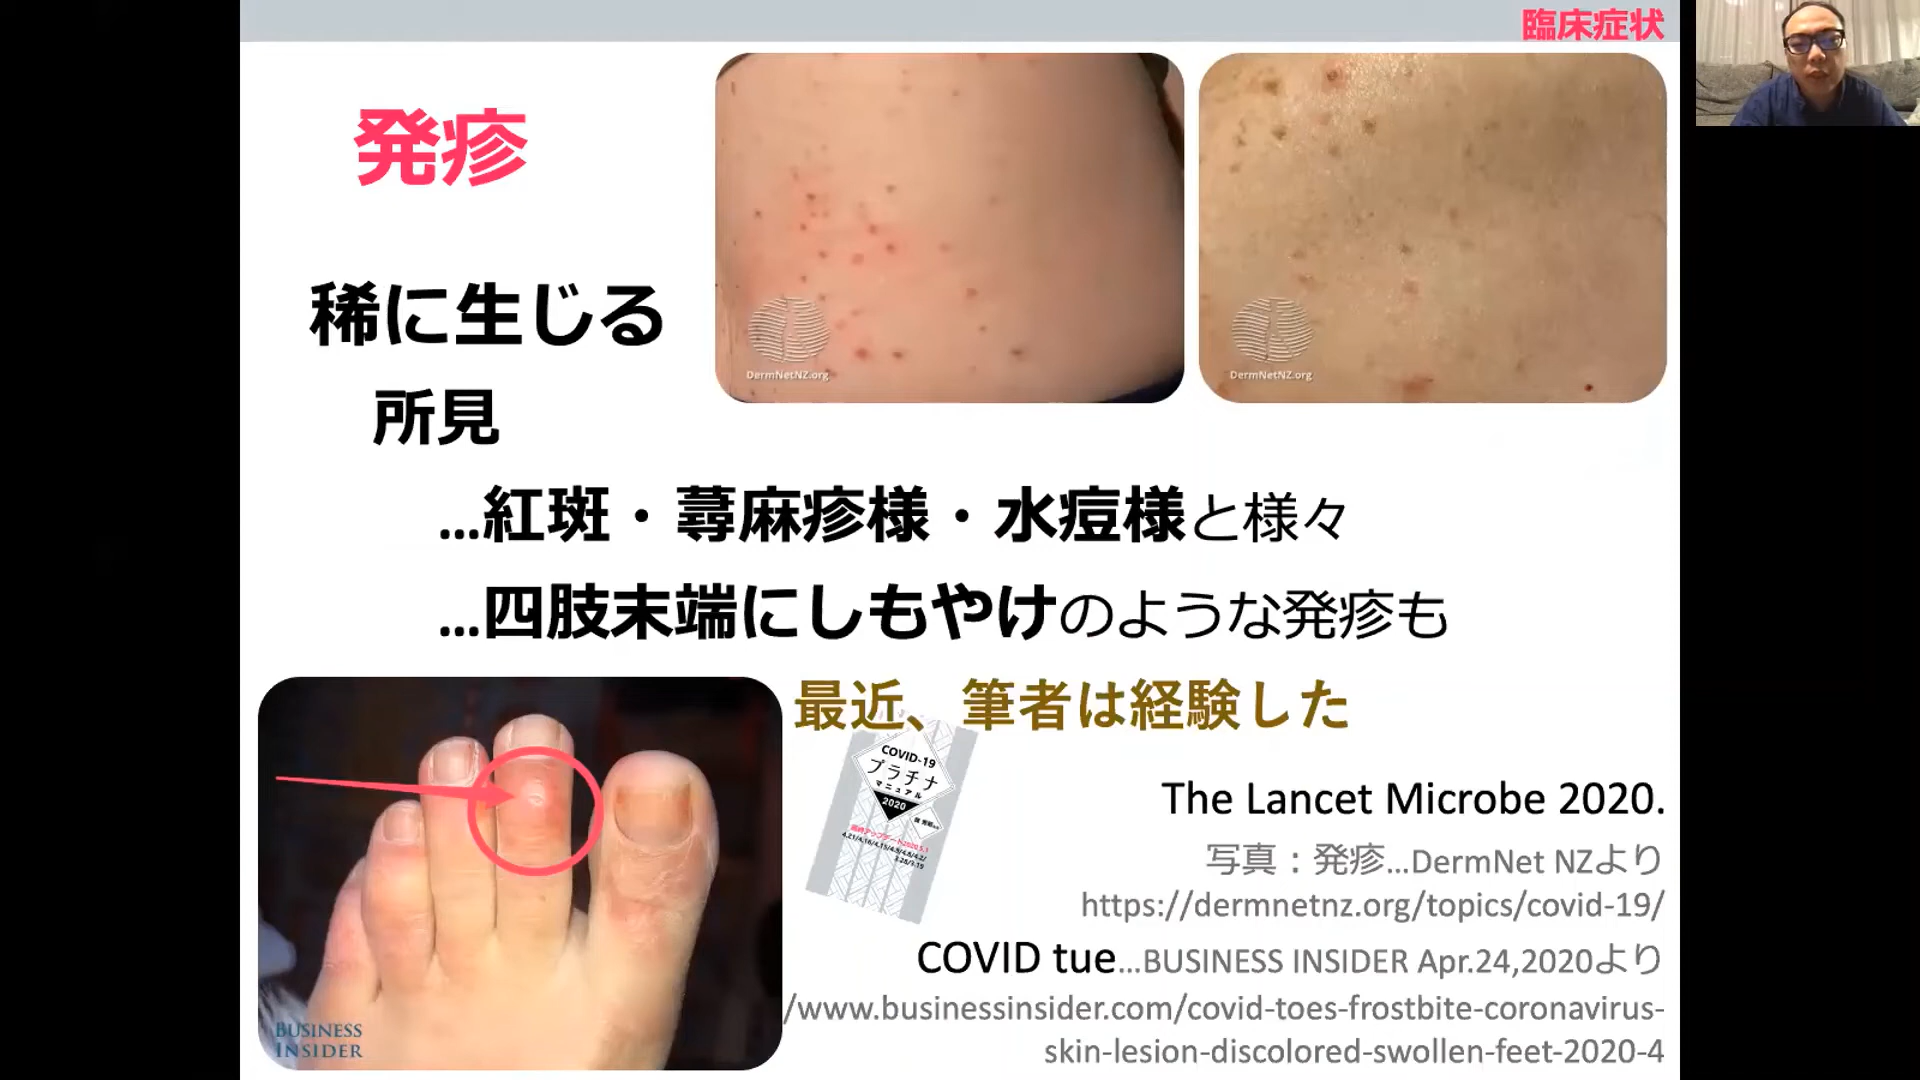 臨床症状
発疹
稀に生じる
所見
...紅斑・蕁麻疹様・水痘様と様々
...四肢末端にしもやけのような発疹も
最近、筆者は経験した
DermNetNZ.org
DermNetNZ.org
COVID-19
プラチナ
マニュアル
2020
The Lancet Microbe 2020.
写真：発疹...DermNet NZより
https://dermnetnz.org/topics/covid-19/
COVID tue...BUSINESS INSIDER Apr.24,2020より
/www.businessinsider.com/covid-toes-frostbite-coronavirus-
skin-lesion-discolored-swollen-feet-2020-4
BUSINESS
INSIDER